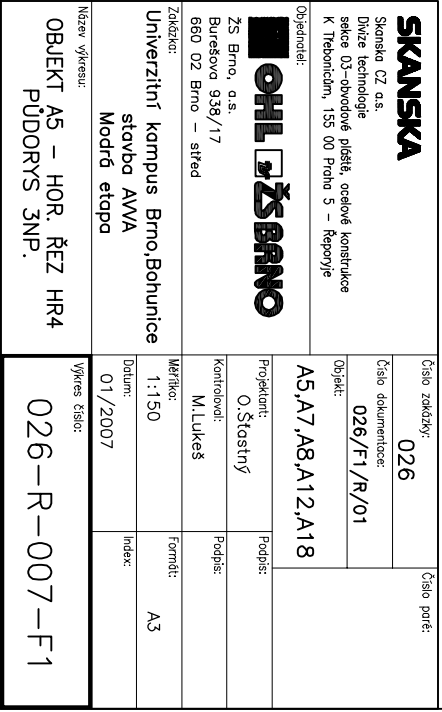 SKANSKA
Skanska CZ a.s.
Divize technologie
sekce 03-obvodové pláště, ocelové konstrukce
K Třebonicům, 155 00 Praha 5 - Řeporyje
Číslo zakázky:
026
Číslo paré:
Číslo dokumentace:
026/F1/R/01
Objednatel:
OHL ŽS BRNO
ŽS Brno, a.s.
Burešova 938/17
660 02 Brno - střed
Objekt:
A5,A7,A8,A12,A18
Zakázka:
Univerzitní kampus Brno,Bohunice
stavba AVVA
Modrá etapa
Projektant:
O.Šťastný
Podpis:
Kontroloval:
M.Lukeš
Podpis:
Měřítko:
1:150
Formát:
A3
Datum:
01/2007
Index:
Název výkresu:
OBJEKT A5 - HOR. ŘEZ HR4
PŮDORYS 3NP.
Výkres číslo:
026-R-007-F1